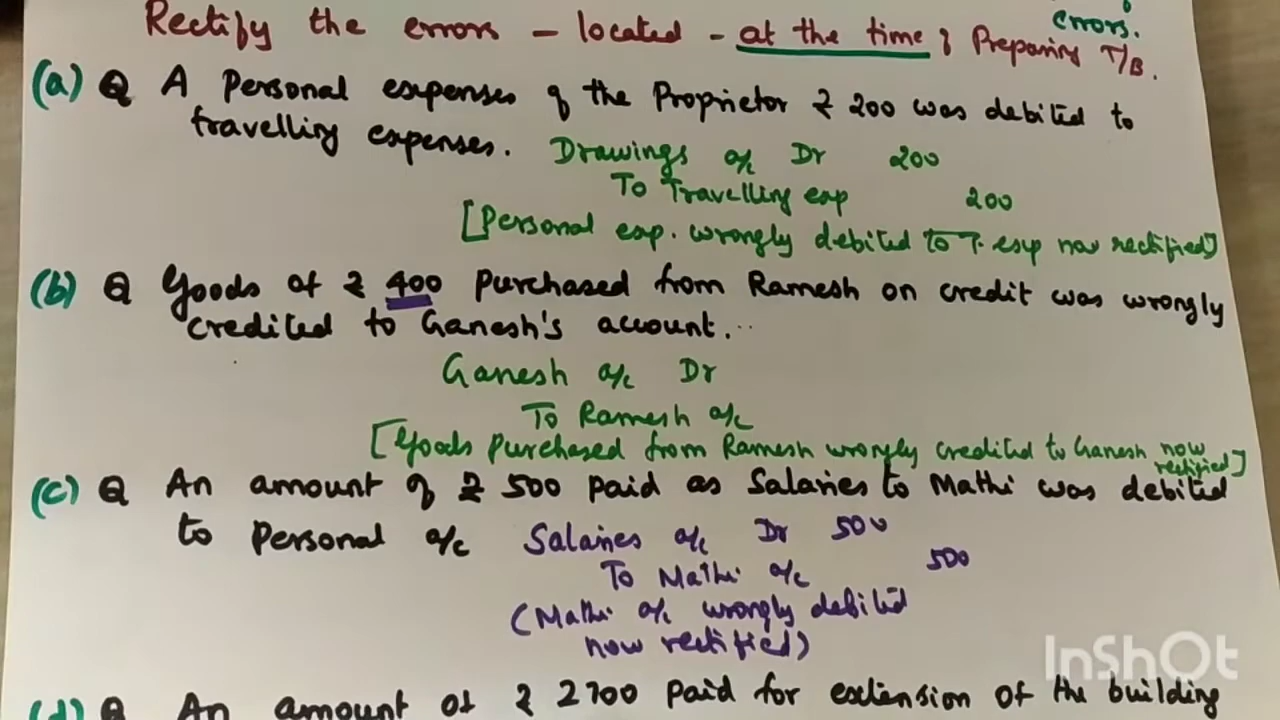 errors.
Rectify the errors – located – at the time of Preparing T/B.
(a) Q A Personal expenses of the Proprietor ₹ 200 was debited to
travelling expenses. Drawings a/c Dr 200
To Travelling exp 200
[Personal exp. wrongly debited to T. exp now rectified]
(b) Q Goods of ₹ 400 purchased from Ramesh on credit was wrongly
credited to Ganesh's account...
Ganesh a/c Dr
To Ramesh a/c
[Goods purchased from Ramesh wrongly credited to Ganesh now
rectified]
(c) Q An amount of ₹ 500 paid as Salaries to Mathi was debited
to Personal a/c Salaries a/c Dr 500
To Mathi a/c 500
(Mathi a/c wrongly debited
now rectified)
(d) Q An amount of ₹ 2700 paid for extension of the building
InShOt